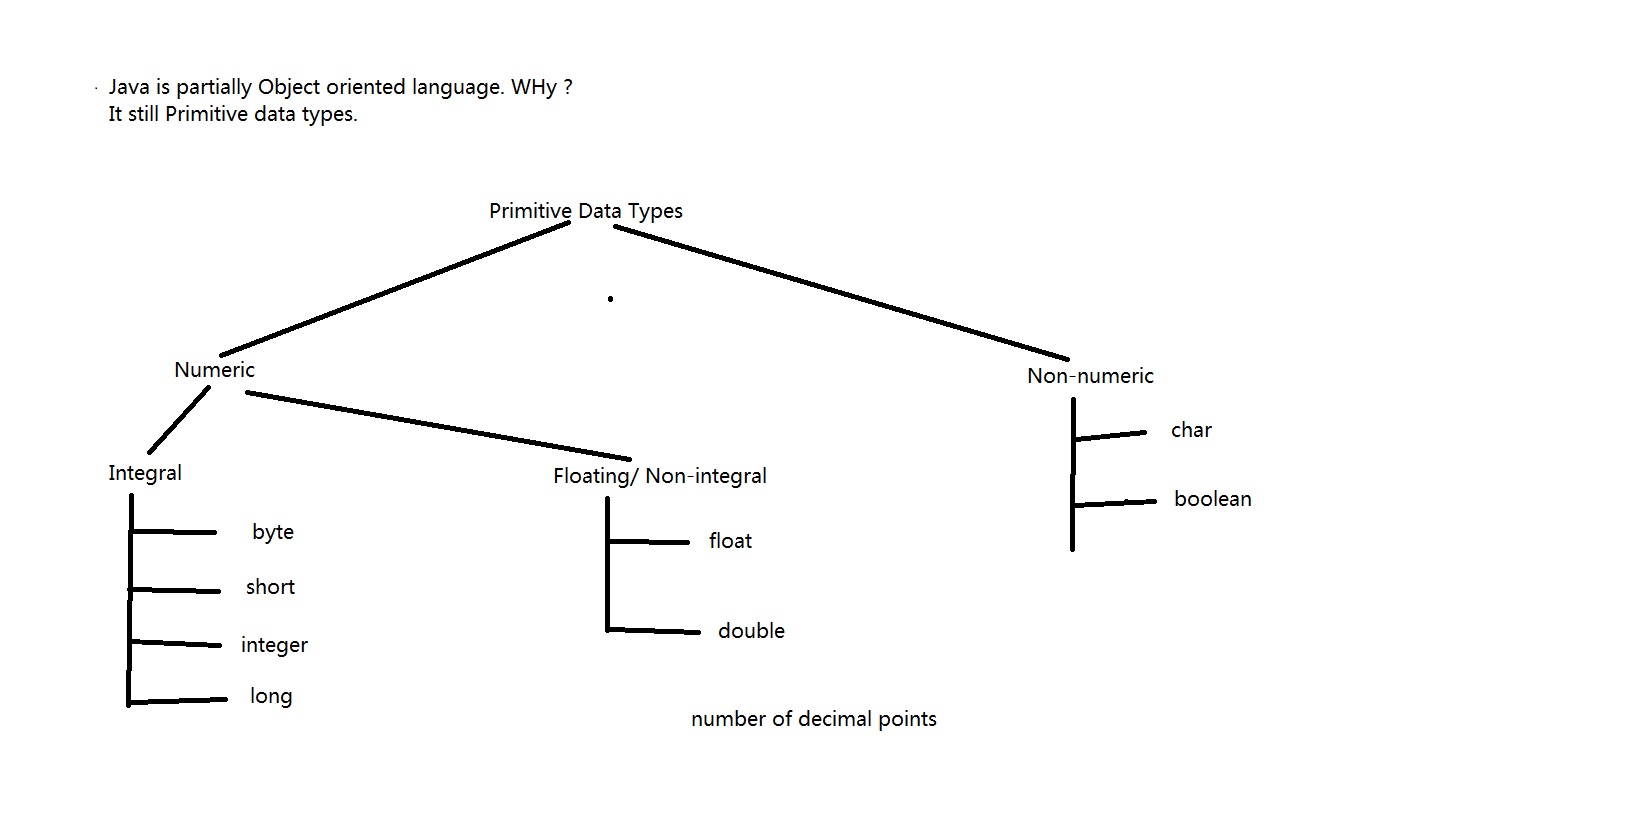 Java is partially Object oriented language. WHy ?
It still Primitive data types.
Primitive Data Types
Numeric
Non-numeric
Integral
Floating/ Non-integral
char
boolean
byte
short
integer
long
float
double
number of decimal points